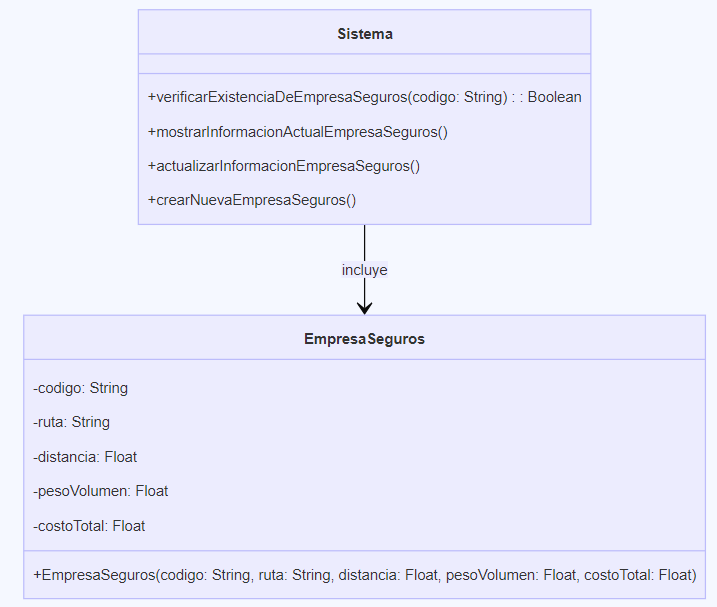 Sistema
+verificarExistenciaDeEmpresaSeguros(codigo: String) : : Boolean
+mostrarInformacionActualEmpresaSeguros()
+actualizarInformacionEmpresaSeguros()
+crearNuevaEmpresaSeguros()
incluye
EmpresaSeguros
-codigo: String
-ruta: String
-distancia: Float
-pesoVolumen: Float
-costoTotal: Float
+EmpresaSeguros(codigo: String, ruta: String, distancia: Float, pesoVolumen: Float, costoTotal: Float)